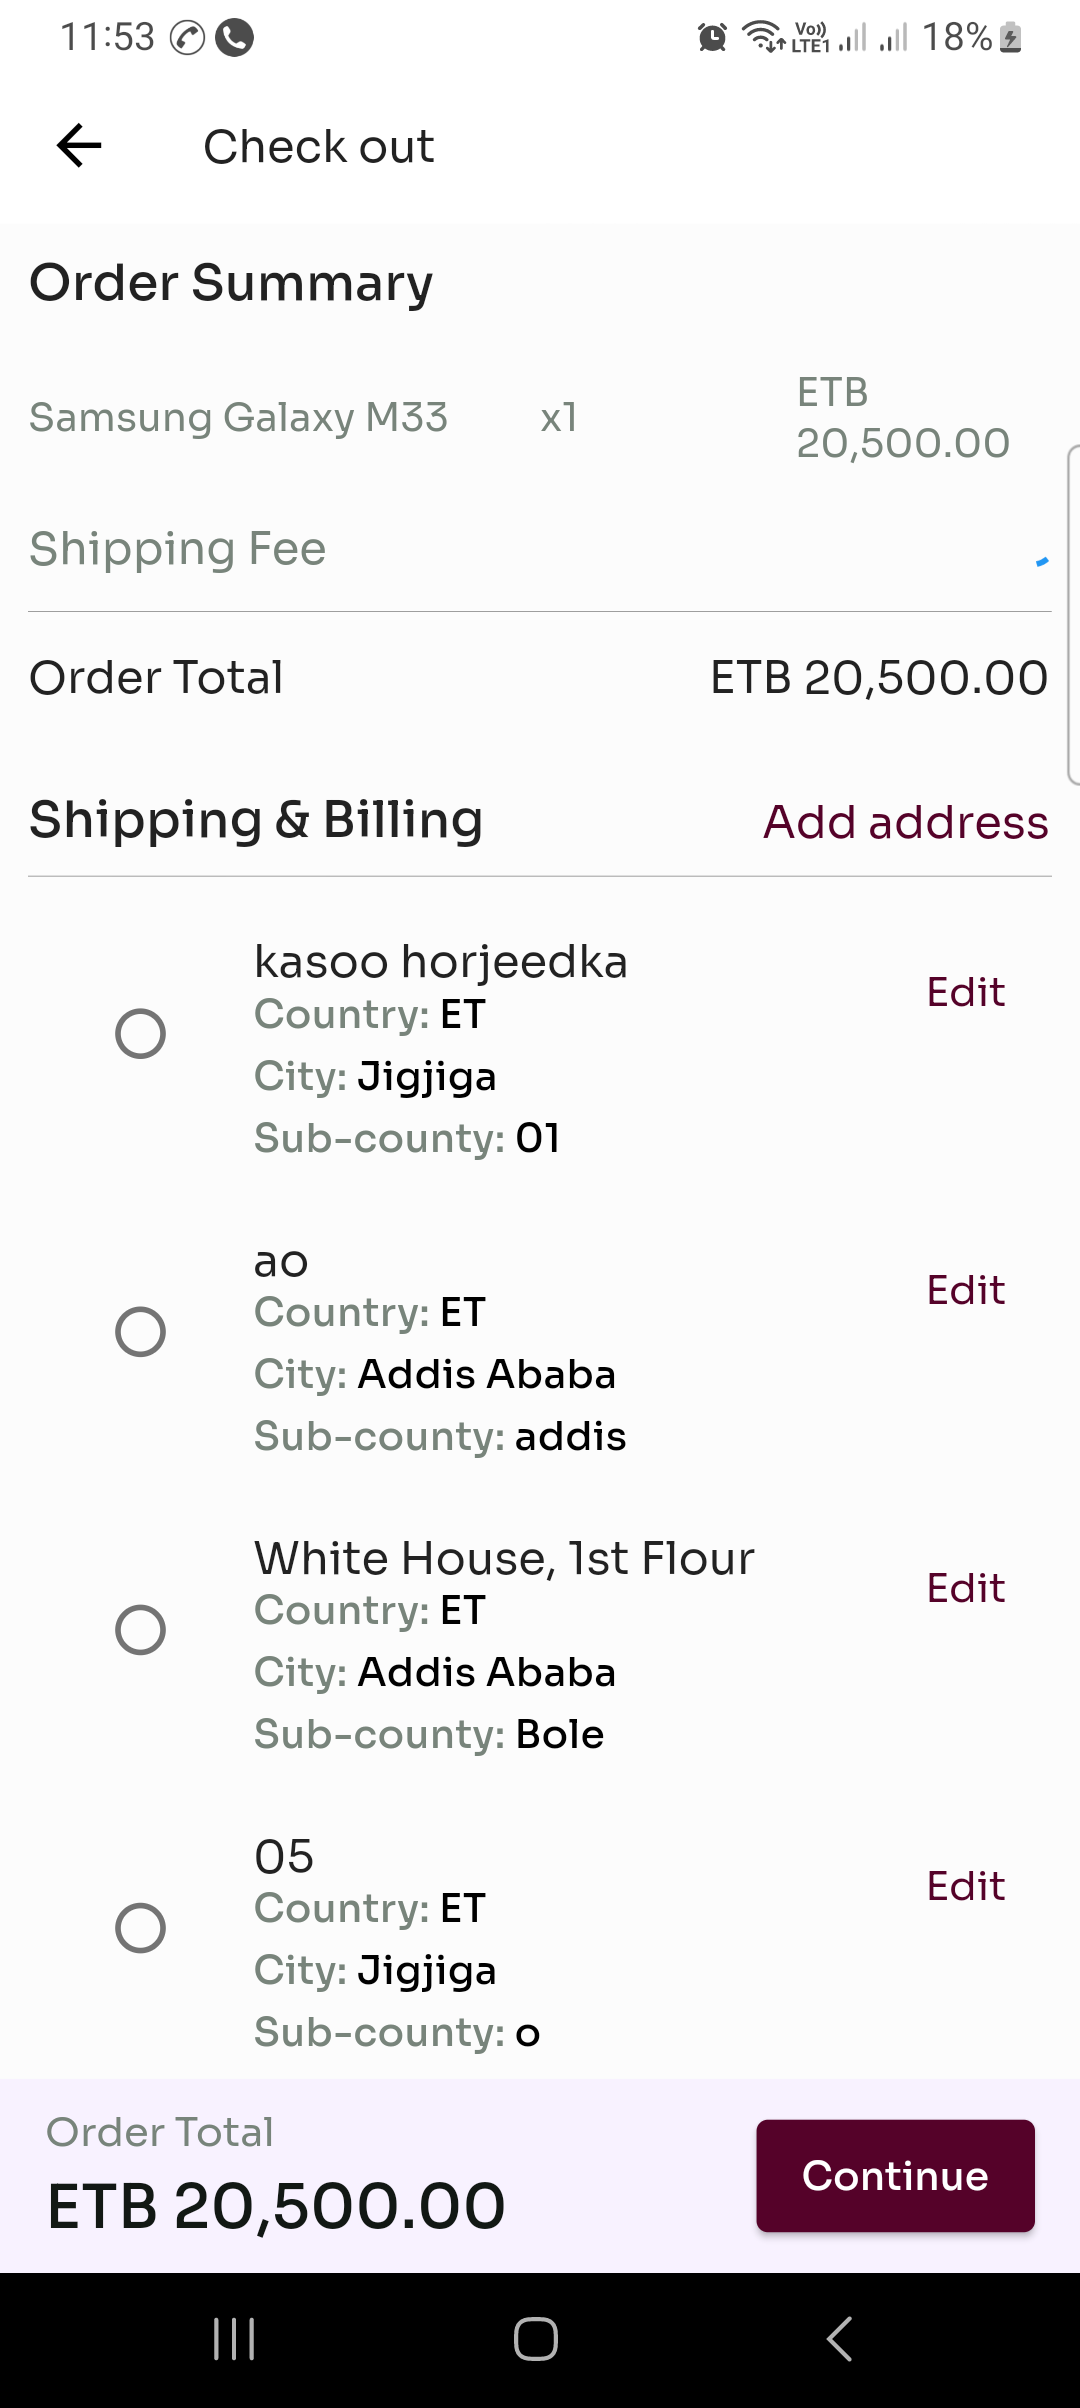 11:53
Vo))
LTE1
18%
Check out
Order Summary
Samsung Galaxy M33 x1 ETB 20,500.00
Shipping Fee
Order Total ETB 20,500.00
Shipping & Billing Add address
kasoo horjeedka
Edit
Country: ET
City: Jigjiga
Sub-county: 01
ao
Edit
Country: ET
City: Addis Ababa
Sub-county: addis
White House, 1st Flour
Edit
Country: ET
City: Addis Ababa
Sub-county: Bole
05
Edit
Country: ET
City: Jigjiga
Sub-county: o
Order Total
ETB 20,500.00
Continue